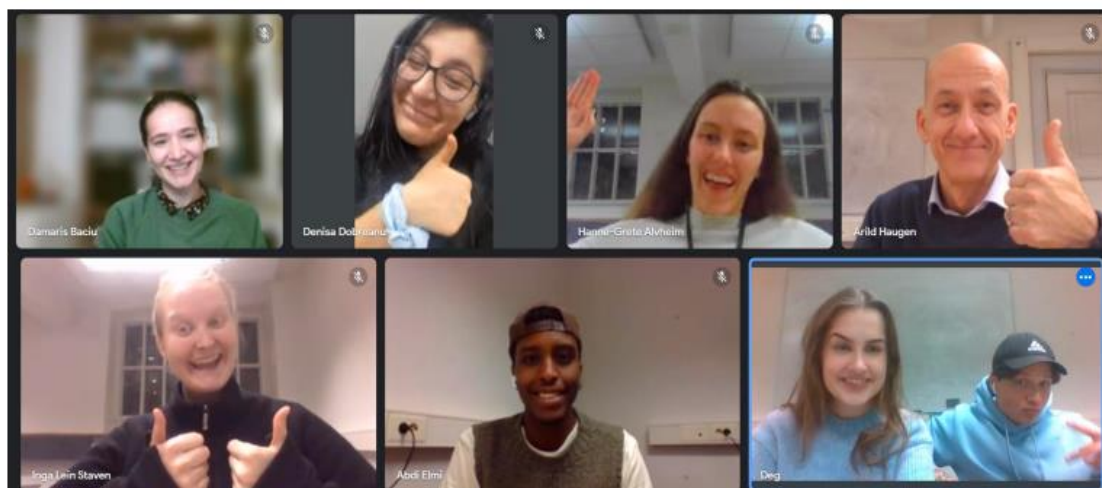 Damaris Baciu
Denisa Dobreanu
Hanne-Grete Alvheim
Arild Haugen
Inga Lein Staven
Abdi Elmi
Deg